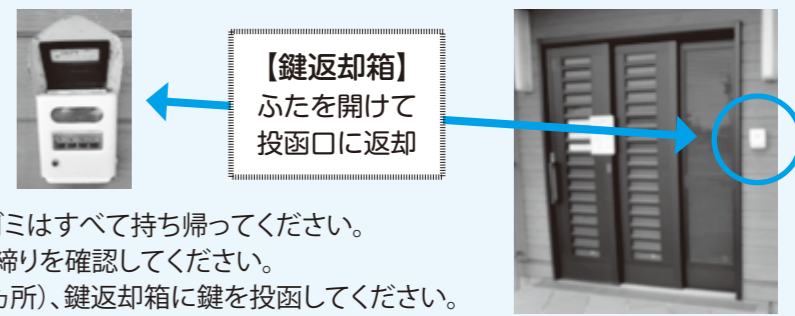 【鍵返却箱】
ふたを開けて
投函口に返却
ゴミはすべて持ち帰ってください。
締りを確認してください。
所)、鍵返却箱に鍵を投函してください。